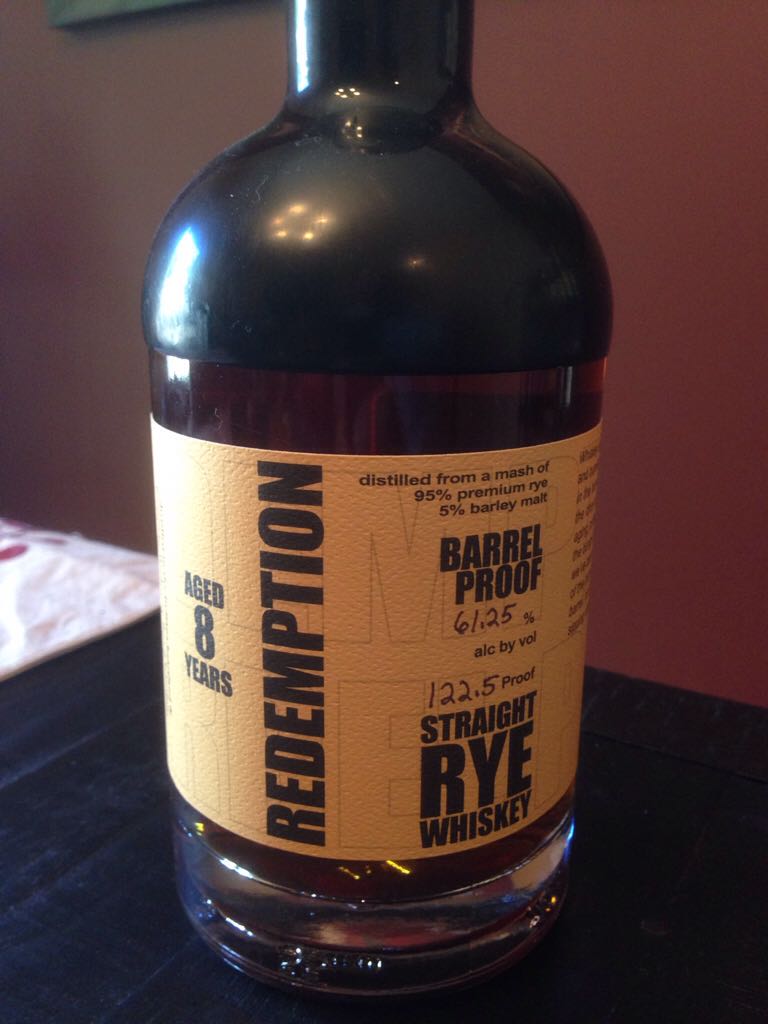 AGED
8
YEARS
REDEMPTION
distilled from a mash of
95% premium rye
5% barley malt
BARREL
PROOF
61.25 %
alc by vol
122.5 Proof
STRAIGHT
RYE
WHISKEY